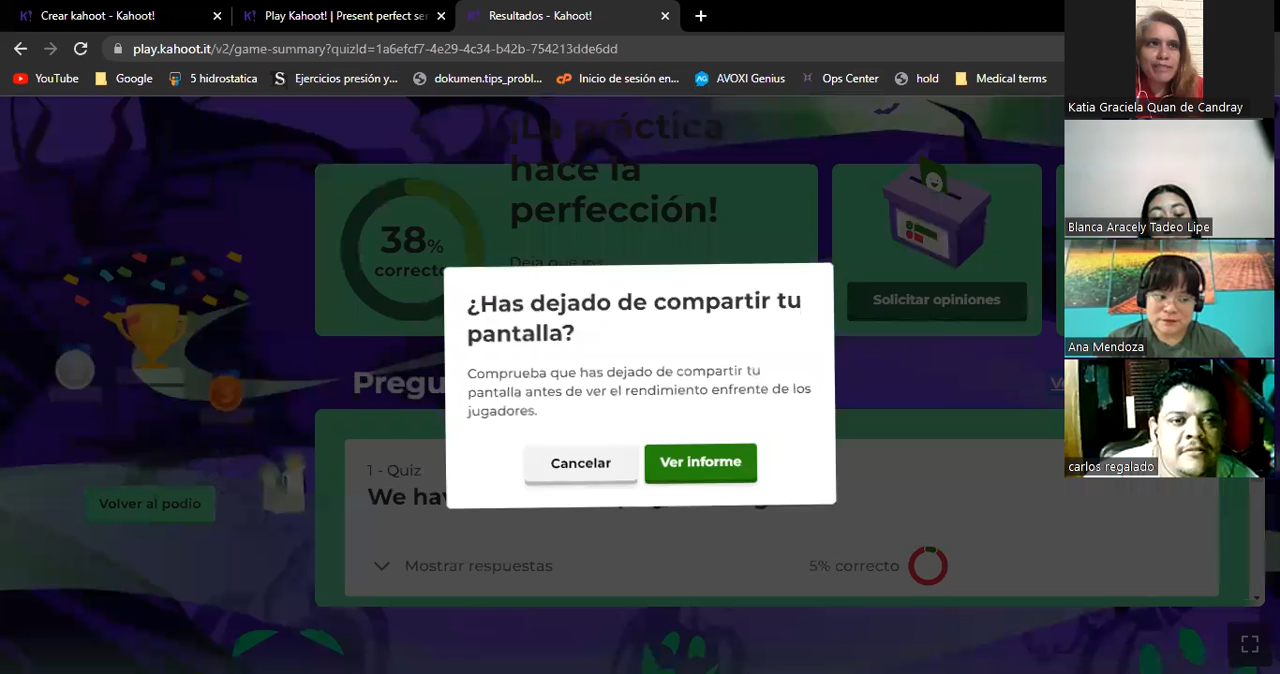 Crear kahoot - Kahoot!
Play Kahoot! | Present perfect ser
Resultados - Kahoot!
play.kahoot.it/v2/game-summary?quizId=1a6efcf7-4e29-4c34-b42b-754213dde6dd
YouTube
Google
5 hidrostatica
Ejercicios presión y...
dokumen.tips_probl...
Inicio de sesión en...
AVOXI Genius
Ops Center
hold
Medical terms
Katia Graciela Quan de Candray
Blanca Aracely Tadeo Lipe
Ana Mendoza
carlos regalado
¡La práctica
hace la
perfección!
38%
correcto
Deja que
Solicitar opiniones
¿Has dejado de compartir tu
pantalla?
Comprueba que has dejado de compartir tu
pantalla antes de ver el rendimiento enfrente de los
jugadores.
Cancelar
Ver informe
Volver al podio
1 - Quiz
Mostrar respuestas
5% correcto